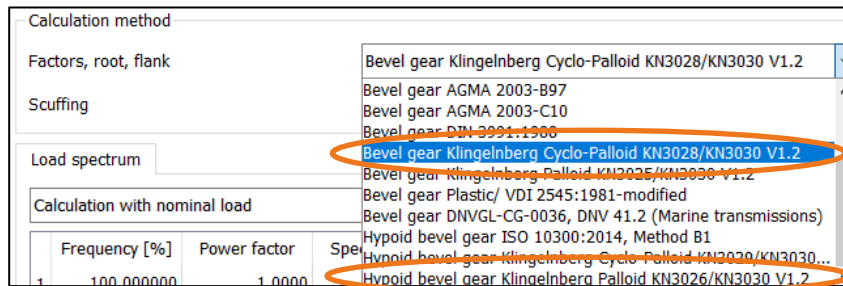 Calculation method
Factors, root, flank
Bevel gear Klingelnberg Cyclo-Palloid KN3028/KN3030 V1.2
Scuffing
Bevel gear AGMA 2003-B97
Bevel gear AGMA 2003-C10
Bevel gear DIN 3991:1988
Bevel gear Klingelnberg Cyclo-Palloid KN3028/KN3030 V1.2
Bevel gear Klingelnberg Palloid KN3025/KN3030 V1.2
Bevel gear Plastic/ VDI 2545:1981-modified
Bevel gear DNVGL-CG-0036, DNV 41.2 (Marine transmissions)
Hypoid bevel gear ISO 10300:2014, Method B1
Hypoid bevel gear Klingelnberg Cyclo-Palloid KN3029/KN3030...
Hypoid bevel gear Klingelnberg Palloid KN3026/KN3030 V1.2
Load spectrum
Calculation with nominal load
Frequency [%] Power factor Spe
1 100.000000 1.0000